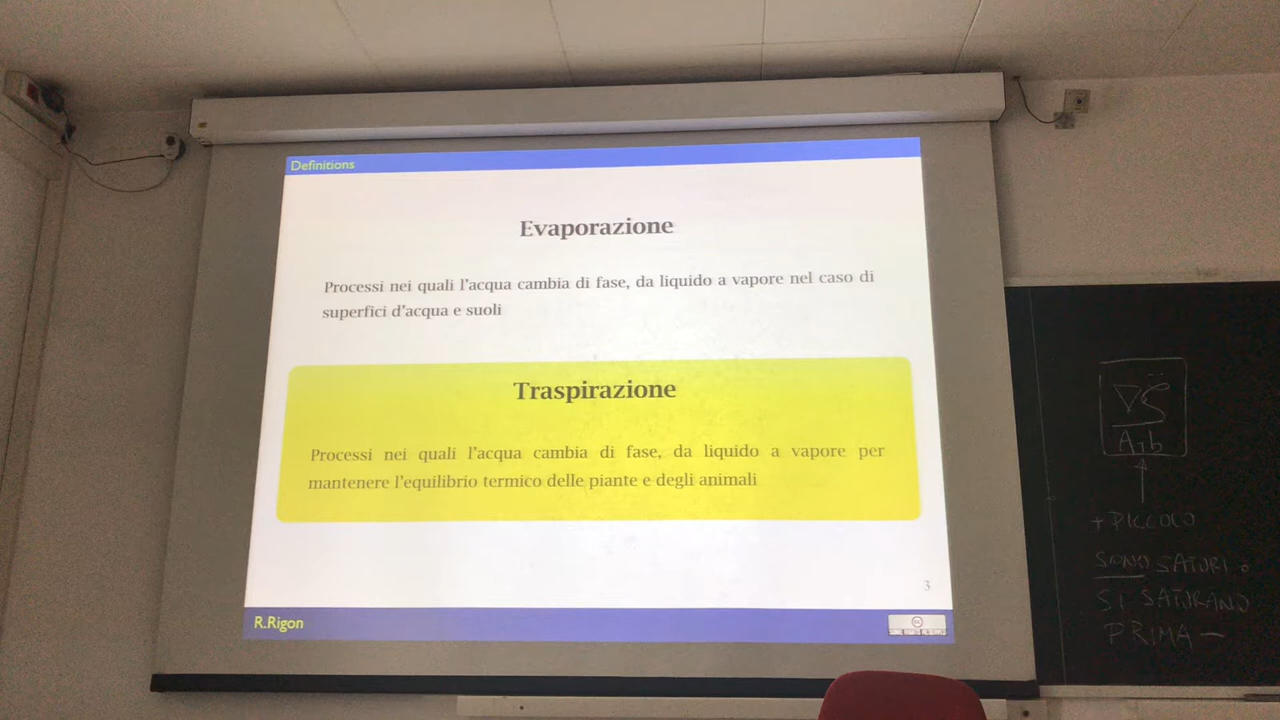 Definitions
Evaporazione
Processi nei quali l'acqua cambia di fase, da liquido a vapore nel caso di
superfici d'acqua e suoli
Traspirazione
Processi nei quali l'acqua cambia di fase, da liquido a vapore per
mantenere l'equilibrio termico delle piante e degli animali
3
R.Rigon
cc
+ PICCOLO
SONO SATURI o
SI SATURANO
PRIMA —